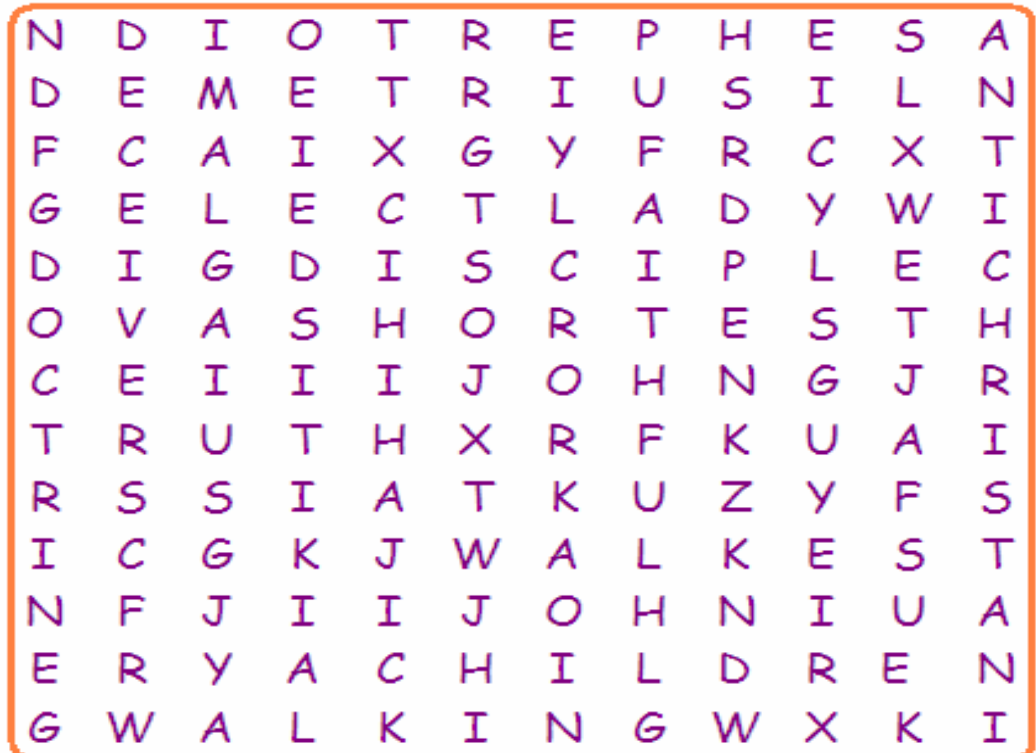 N D I O T R E P H E S A
D E M E T R I U S I L N
F C A I X G Y F R C X T
G E L E C T L A D Y W I
D I G D I S C I P L E C
O V A S H O R T E S T H
C E I I I J O H N G J R
T R U T H X R F K U A I
R S S I A T K U Z Y F S
I C G K J W A L K E S T
N F J I I J O H N I U A
E R Y A C H I L D R E N
G W A L K I N G W X K I